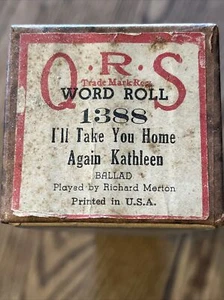 Q·R·S
Trade Mark Reg.
WORD ROLL
1388
I'll Take You Home
Again Kathleen
BALLAD
Played by Richard Merton
Printed in U.S.A.